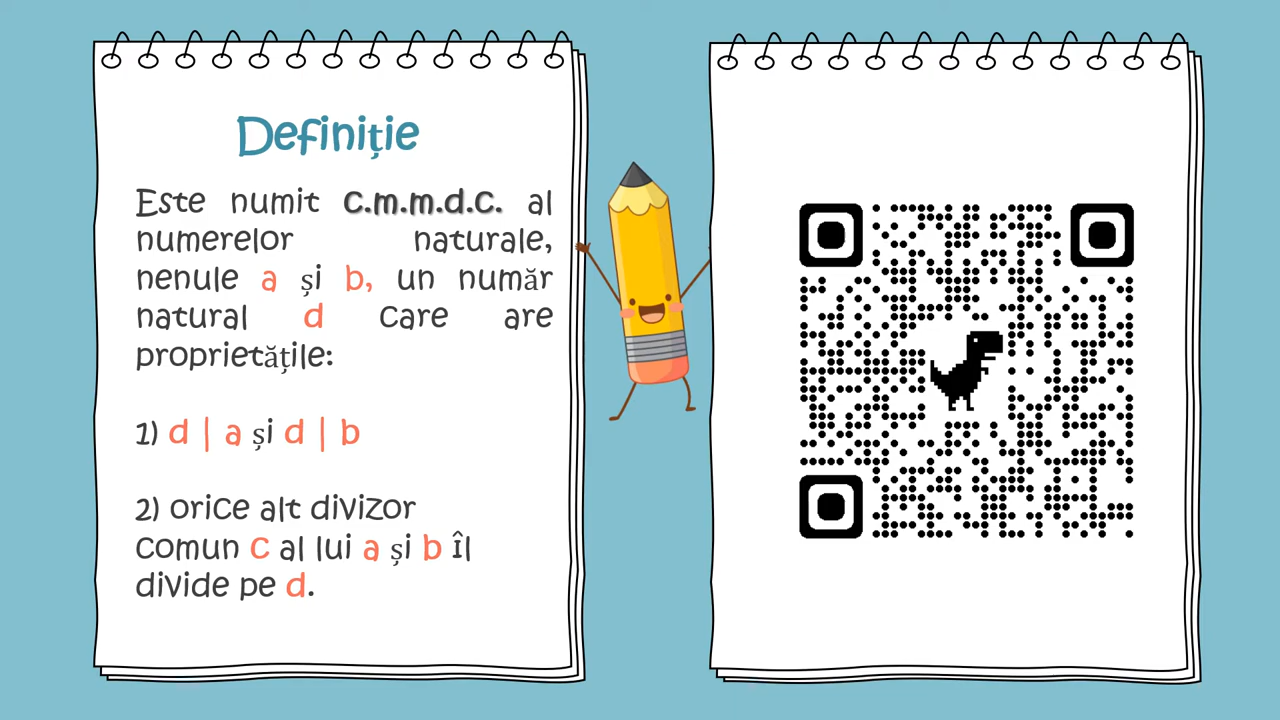 Definiție
Este numit c.m.m.d.c. al
numerelor naturale,
nenule a și b, un număr
natural d care are
proprietățile:
1) d | a și d | b
2) orice alt divizor
comun c al lui a și b îl
divide pe d.